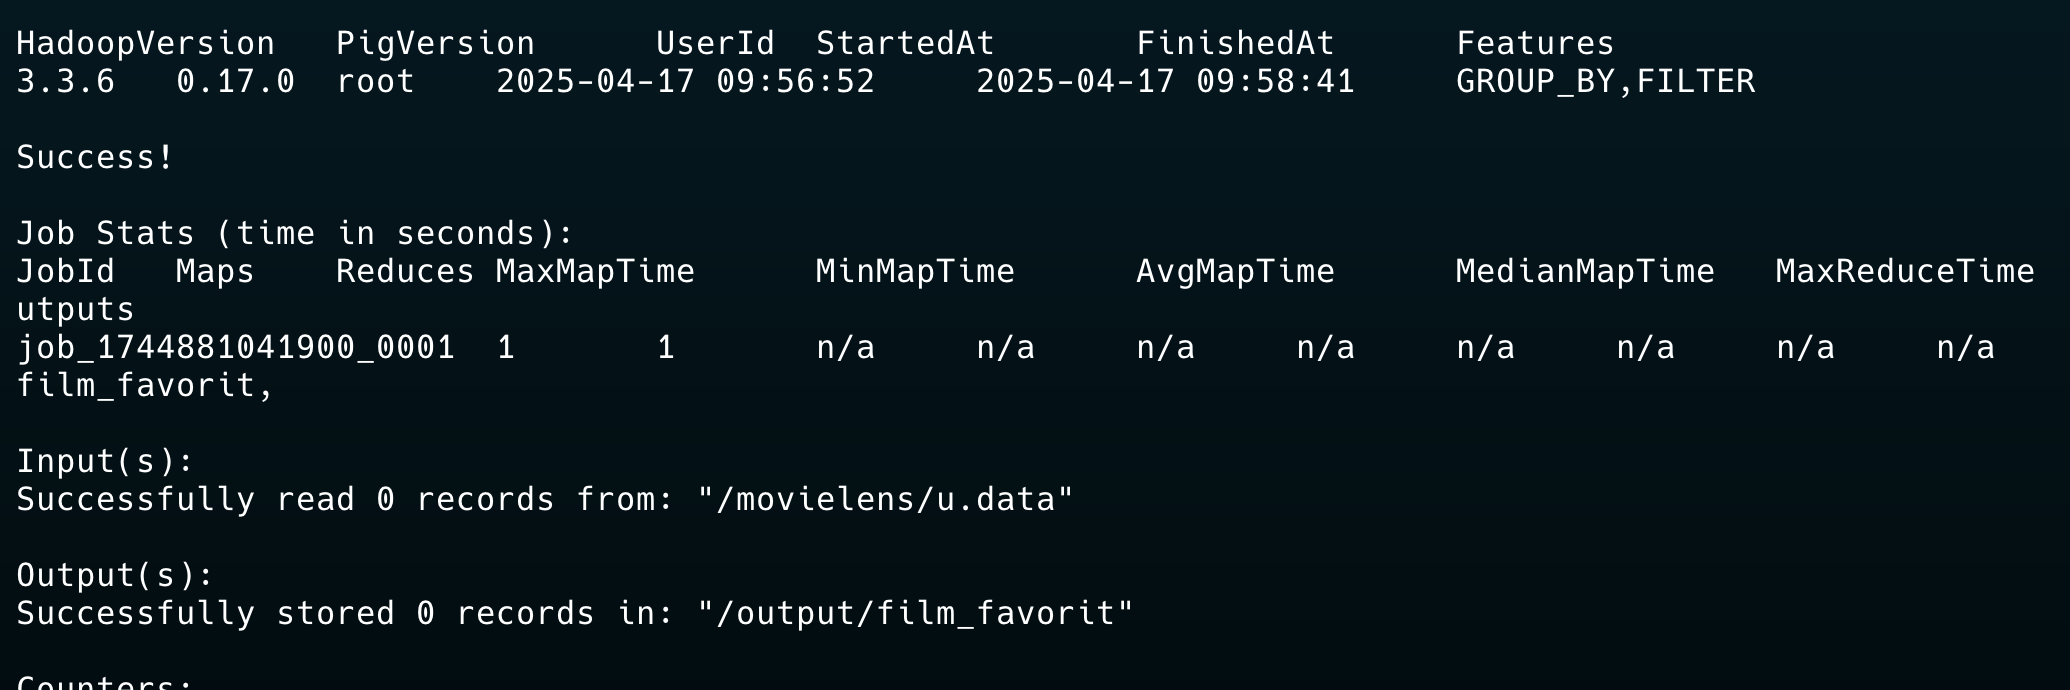 HadoopVersion PigVersion UserId StartedAt FinishedAt Features
3.3.6 0.17.0 root 2025-04-17 09:56:52 2025-04-17 09:58:41 GROUP_BY,FILTER
Success!
Job Stats (time in seconds):
JobId Maps Reduces MaxMapTime MinMapTime AvgMapTime MedianMapTime MaxReduceTime
utputs
job_1744881041900_0001 1 1 n/a n/a n/a n/a n/a n/a n/a n/a
film_favorit,
Input(s):
Successfully read 0 records from: "/movielens/u.data"
Output(s):
Successfully stored 0 records in: "/output/film_favorit"
Counters: